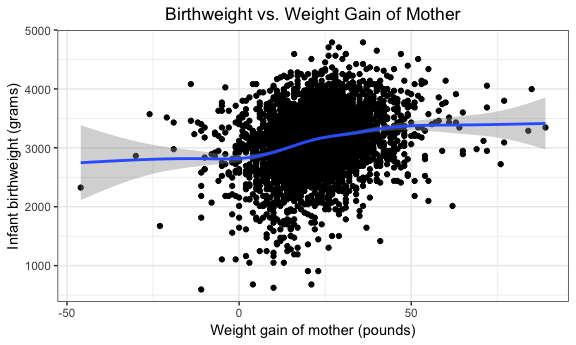 Birthweight vs. Weight Gain of Mother
Infant birthweight (grams)
5000
4000
3000
2000
1000
-50
0
50
Weight gain of mother (pounds)